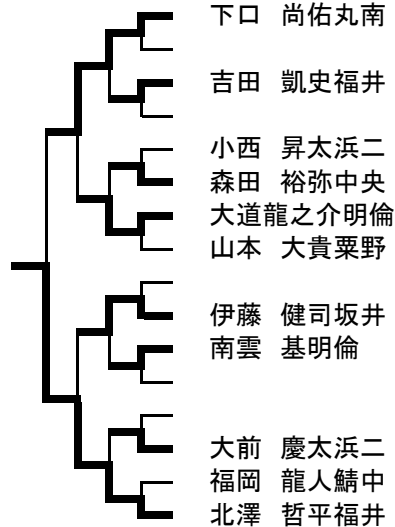 下口 尚佑丸南
吉田 凱史福井
小西 昇太浜二
森田 裕弥中央
大道龍之介明倫
山本 大貴粟野
伊藤 健司坂井
南雲 基明倫
大前 慶太浜二
福岡 龍人鯖中
北澤 哲平福井